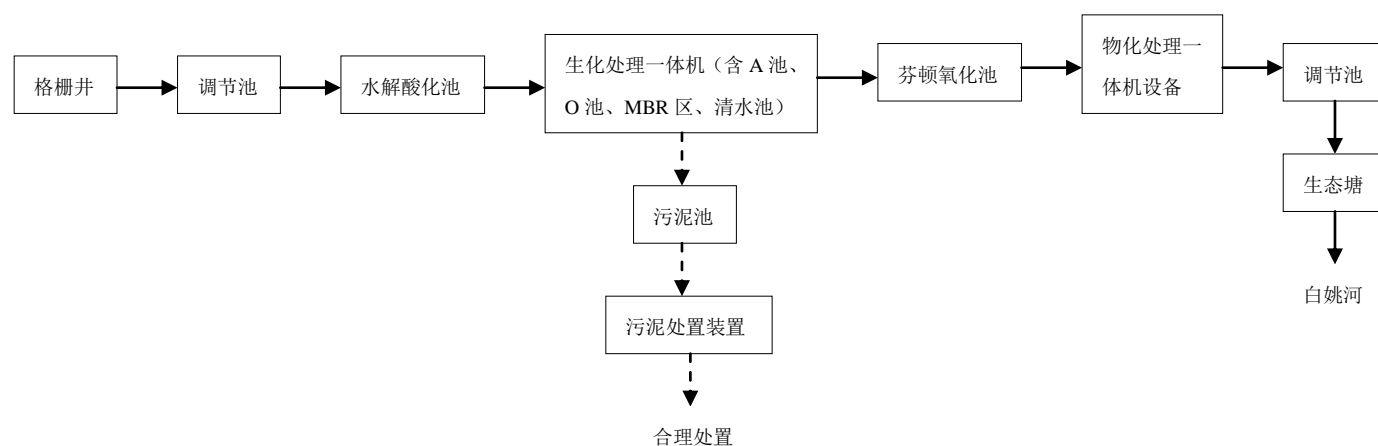 格栅井
调节池
水解酸化池
生化处理一体机（含 A 池、
O 池、MBR 区、清水池）
芬顿氧化池
物化处理一
体机设备
调节池
污泥池
生态塘
白姚河
污泥处置装置
合理处置